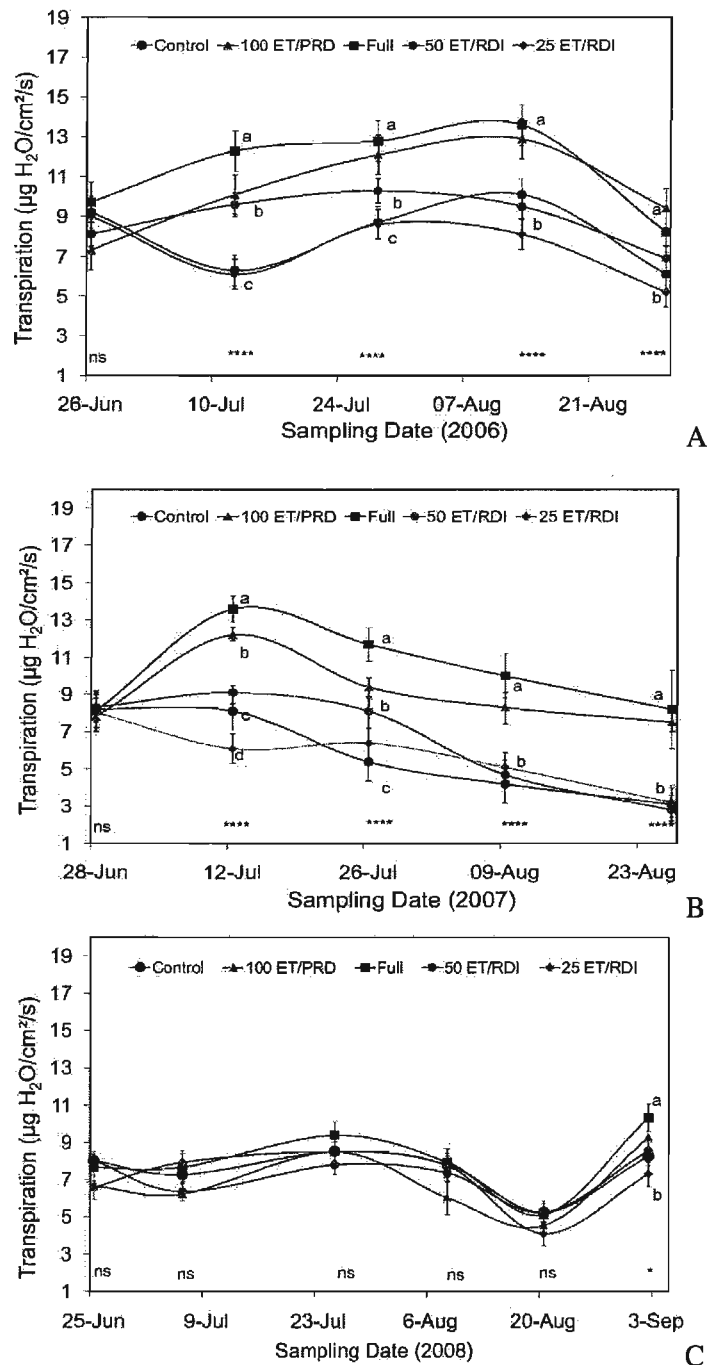 19
17
15
13
11
9
7
5
3
1
Transpiration (µg H₂O/cm²/s)
Control 100 ET/PRD Full 50 ET/RDI 25 ET/RDI
a a a
a
b b b
c c b
ns **** **** **** ****
26-Jun 10-Jul 24-Jul 07-Aug 21-Aug
Sampling Date (2006)
A
19
17
15
13
11
9
7
5
3
1
Transpiration (µg H₂O/cm²/s)
Control 100 ET/PRD Full 50 ET/RDI 25 ET/RDI
a a a a
b b b b
c c
d
ns **** **** **** ****
28-Jun 12-Jul 26-Jul 09-Aug 23-Aug
Sampling Date (2007)
B
19
17
15
13
11
9
7
5
3
1
Transpiration (µg H₂O/cm²/s)
Control 100 ET/PRD Full 50 ET/RDI 25 ET/RDI
a
b
ns ns ns ns ns *
25-Jun 9-Jul 23-Jul 6-Aug 20-Aug 3-Sep
Sampling Date (2008)
C